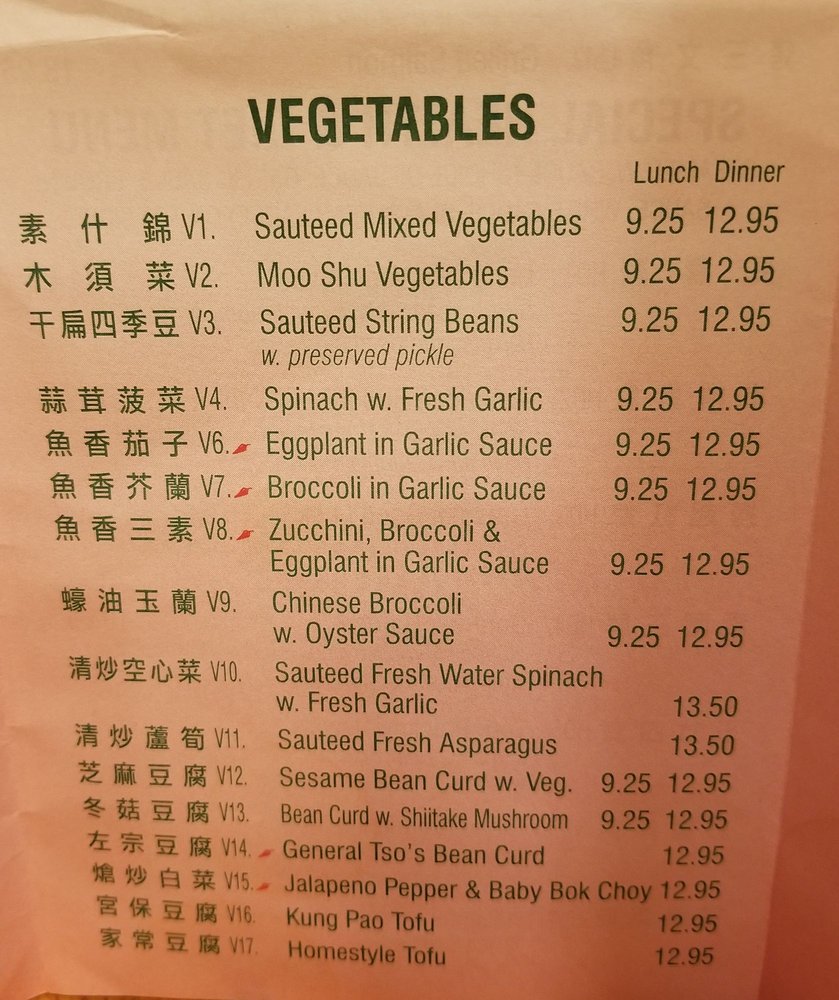 VEGETABLES
Lunch Dinner
素什錦 V1. Sauteed Mixed Vegetables 9.25 12.95
木須菜 V2. Moo Shu Vegetables 9.25 12.95
干扁四季豆 V3. Sauteed String Beans 9.25 12.95
w. preserved pickle
蒜茸菠菜 V4. Spinach w. Fresh Garlic 9.25 12.95
魚香茄子 V6. Eggplant in Garlic Sauce 9.25 12.95
魚香芥蘭 V7. Broccoli in Garlic Sauce 9.25 12.95
魚香三素 V8. Zucchini, Broccoli &
Eggplant in Garlic Sauce 9.25 12.95
蠔油玉蘭 V9. Chinese Broccoli
w. Oyster Sauce 9.25 12.95
清炒空心菜 V10. Sauteed Fresh Water Spinach
w. Fresh Garlic 13.50
清炒蘆筍 V11. Sauteed Fresh Asparagus 13.50
芝麻豆腐 V12. Sesame Bean Curd w. Veg. 9.25 12.95
冬菇豆腐 V13. Bean Curd w. Shiitake Mushroom 9.25 12.95
左宗豆腐 V14. General Tso's Bean Curd 12.95
熗炒白菜 V15. Jalapeno Pepper & Baby Bok Choy 12.95
宮保豆腐 V16. Kung Pao Tofu 12.95
家常豆腐 V17. Homestyle Tofu 12.95